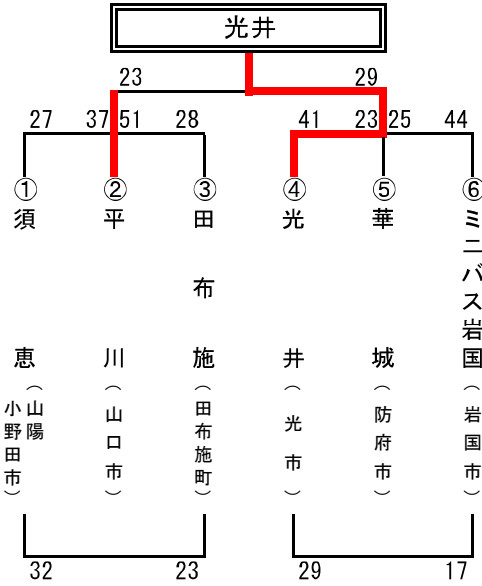 光井
23 29
27 37 51 28 41 23 25 44
① ② ③ ④ ⑤ ⑥
須恵
(山陽
小野田市)
平川
(山口市)
田布施
(田布施町)
光井
(光市)
華城
(防府市)
ミニバス岩国
(岩国市)
32 23 29 17